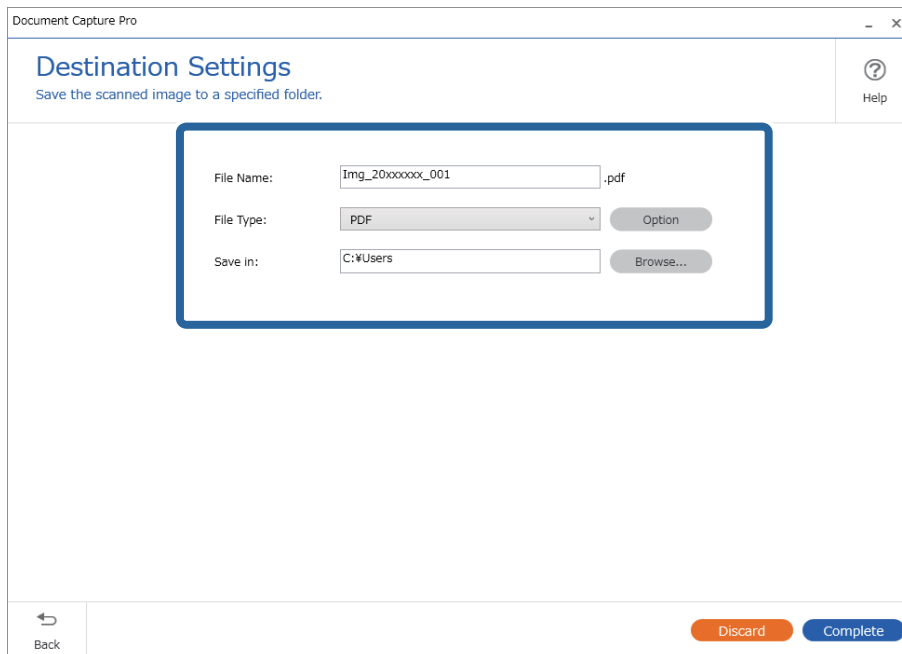 Document Capture Pro
Destination Settings
Save the scanned image to a specified folder.
Help
File Name: Img_20xxxxxx_001 .pdf
File Type: PDF Option
Save in: C:¥Users Browse...
Back
Discard Complete